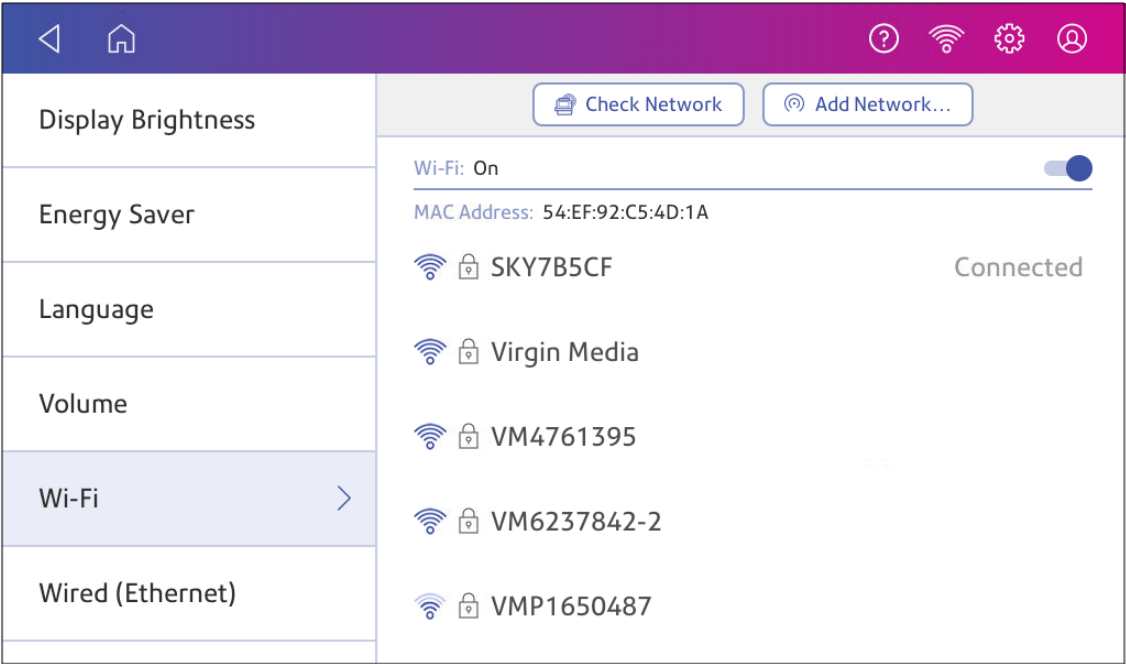 Display Brightness
Energy Saver
Language
Volume
Wi-Fi
Wired (Ethernet)
Check Network
Add Network...
Wi-Fi: On
MAC Address: 54:EF:92:C5:4D:1A
SKY7B5CF Connected
Virgin Media
VM4761395
VM6237842-2
VMP1650487